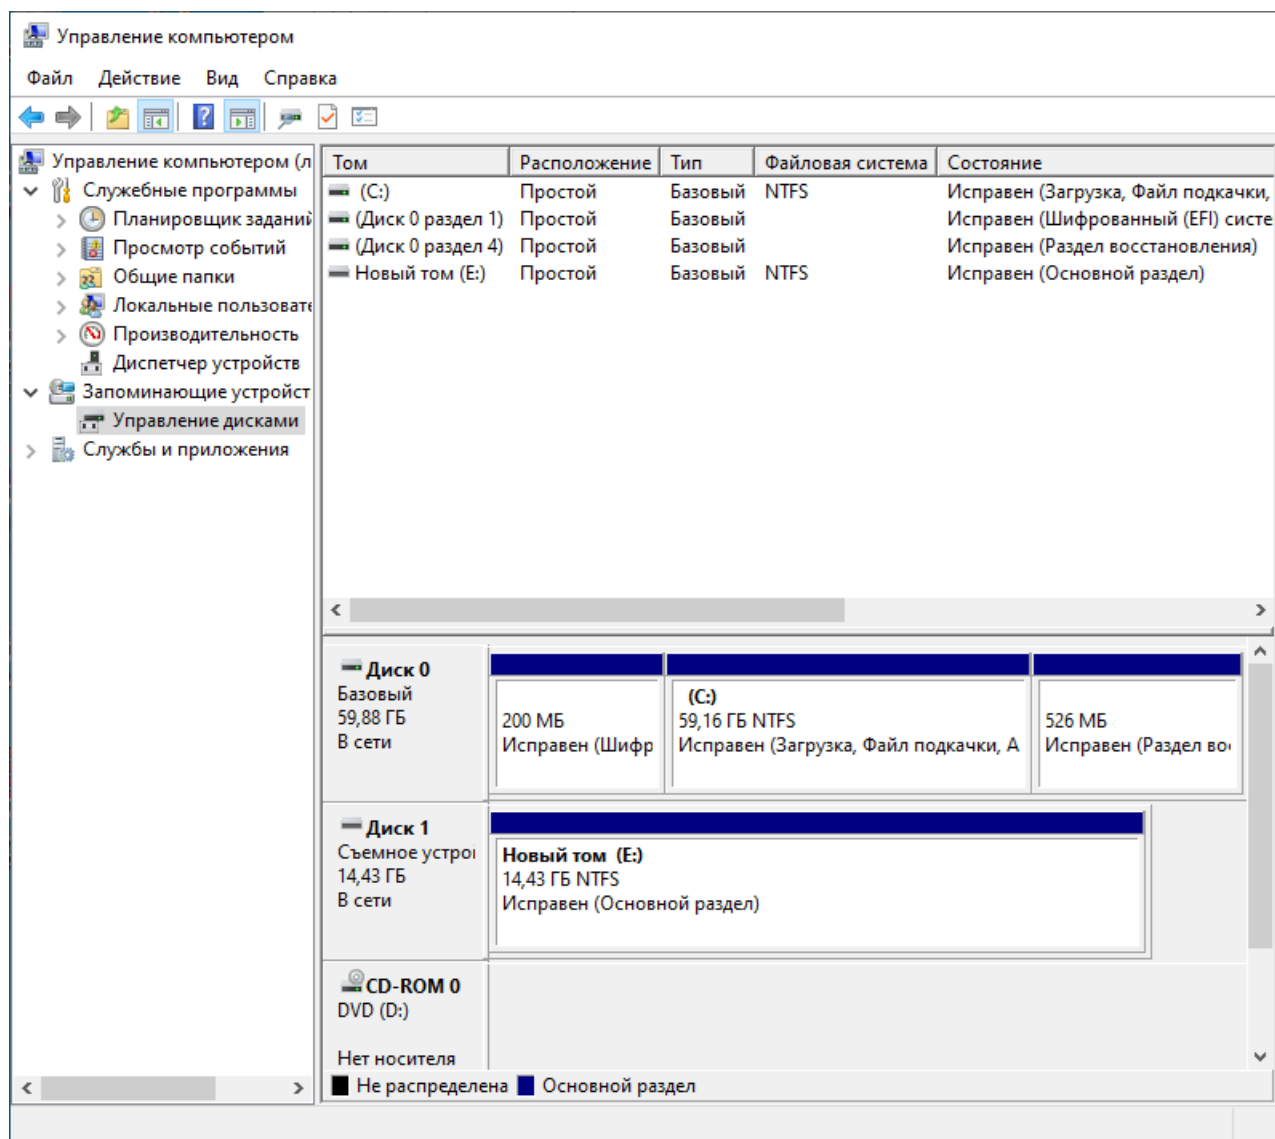 Управление компьютером
Файл Действие Вид Справка
Управление компьютером (л
Служебные программы
Планировщик заданий
Просмотр событий
Общие папки
Локальные пользовате
Производительность
Диспетчер устройств
Запоминающие устройст
Управление дисками
Службы и приложения
Том Расположение Тип Файловая система Состояние
(C:) Простой Базовый NTFS Исправен (Загрузка, Файл подкачки,
(Диск 0 раздел 1) Простой Базовый Исправен (Шифрованный (EFI) систе
(Диск 0 раздел 4) Простой Базовый Исправен (Раздел восстановления)
Новый том (E:) Простой Базовый NTFS Исправен (Основной раздел)
Диск 0
Базовый
59,88 ГБ
В сети
200 МБ
Исправен (Шифр
(C:)
59,16 ГБ NTFS
Исправен (Загрузка, Файл подкачки, А
526 МБ
Исправен (Раздел во
Диск 1
Съемное устрої
14,43 ГБ
В сети
Новый том (E:)
14,43 ГБ NTFS
Исправен (Основной раздел)
CD-ROM 0
DVD (D:)
Нет носителя
Не распределена Основной раздел